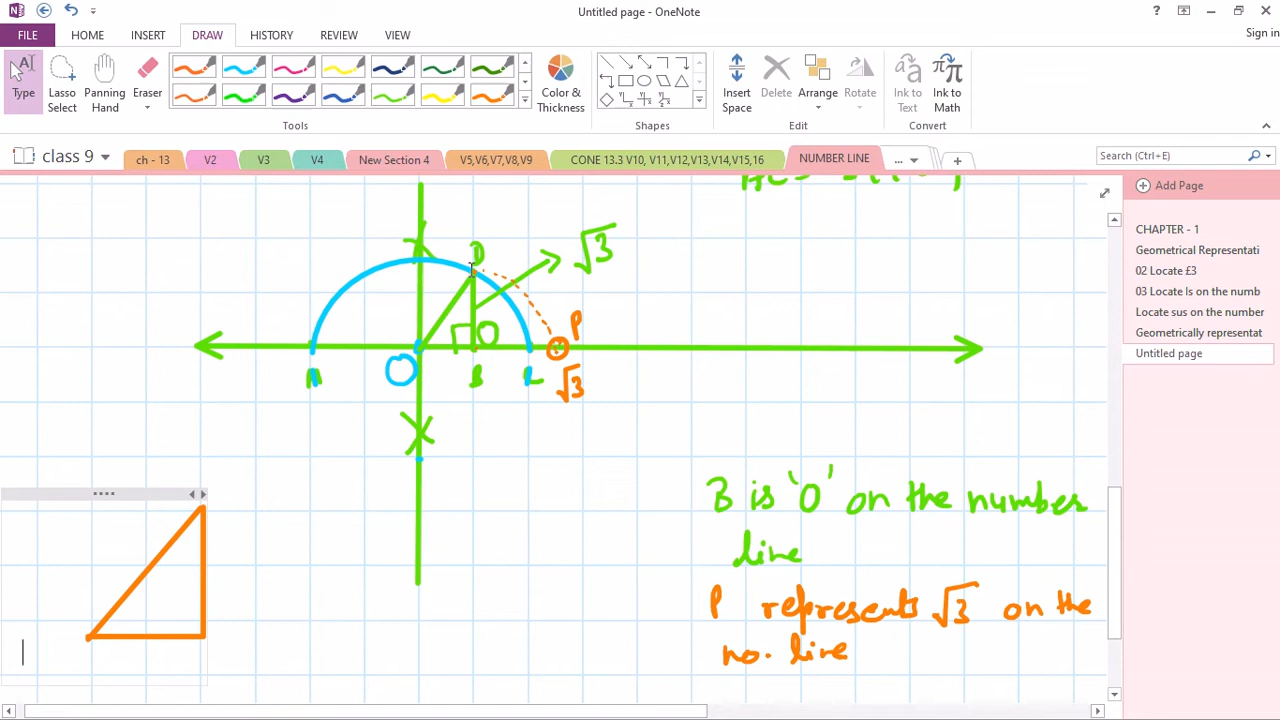 Untitled page - OneNote
? 
Sign in
FILE HOME INSERT DRAW HISTORY REVIEW VIEW
Type
Lasso Select
Panning Hand
Eraser
Color & Thickness
Insert Space
Delete
Arrange
Rotate
Ink to Text
Ink to Math
Tools Shapes Edit Convert
class 9
ch - 13 V2 V3 V4 New Section 4 V5,V6,V7,V8,V9 CONE 13.3 V10, V11,V12,V13,V14,V15,16 NUMBER LINE ... +
Search (Ctrl+E)
Add Page
CHAPTER - 1
Geometrical Representati
02 Locate £3
03 Locate ls on the numb
Locate sus on the number
Geometrically representat
Untitled page
D
√3
P
O
O
B
√3
B is 'O' on the number
line
P represents √3 on the
no. line